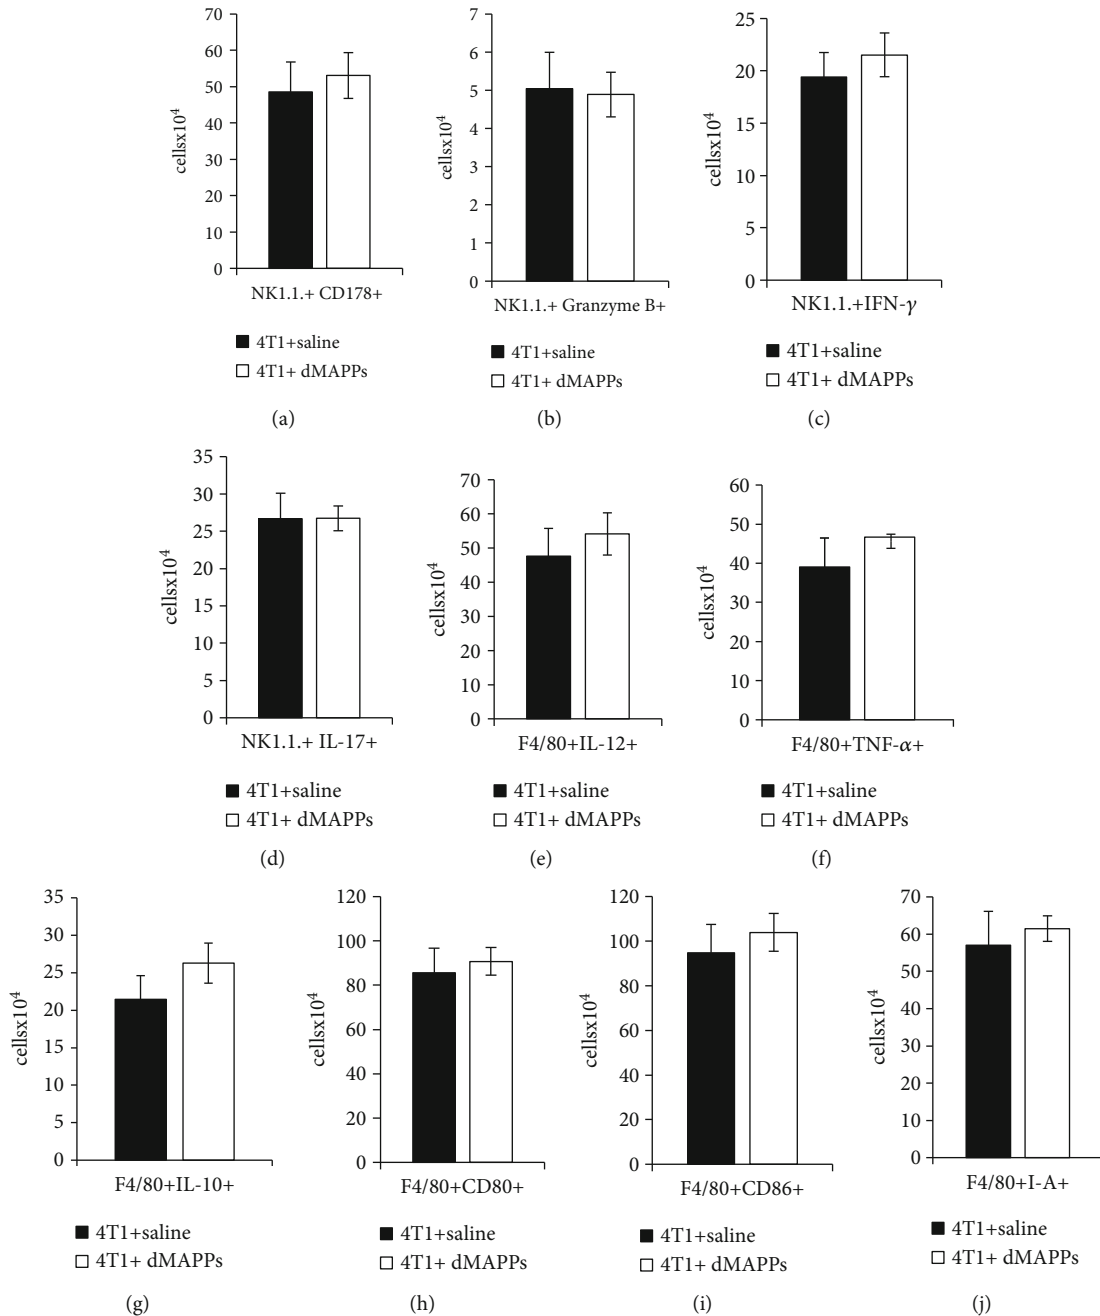 70
60
50
40
30
20
10
0
cellsx10⁴
NK1.1.+ CD178+
4T1+saline
4T1+ dMAPPs
(a)
7
6
5
4
3
2
1
0
cellsx10⁴
NK1.1.+ Granzyme B+
4T1+saline
4T1+ dMAPPs
(b)
25
20
15
10
5
0
cellsx10⁴
NK1.1.+IFN-γ
4T1+saline
4T1+ dMAPPs
(c)
35
30
25
20
15
10
5
0
cellsx10⁴
NK1.1.+ IL-17+
4T1+saline
4T1+ dMAPPs
(d)
70
60
50
40
30
20
10
0
cellsx10⁴
F4/80+IL-12+
4T1+saline
4T1+ dMAPPs
(e)
60
50
40
30
20
10
0
cellsx10⁴
F4/80+TNF-α+
4T1+saline
4T1+ dMAPPs
(f)
35
30
25
20
15
10
5
0
cellsx10⁴
F4/80+IL-10+
4T1+saline
4T1+ dMAPPs
(g)
120
100
80
60
40
20
0
cellsx10⁴
F4/80+CD80+
4T1+saline
4T1+ dMAPPs
(h)
120
100
80
60
40
20
0
cellsx10⁴
F4/80+CD86+
4T1+saline
4T1+ dMAPPs
(i)
70
60
50
40
30
20
10
0
cellsx10⁴
F4/80+I-A+
4T1+saline
4T1+ dMAPPs
(j)